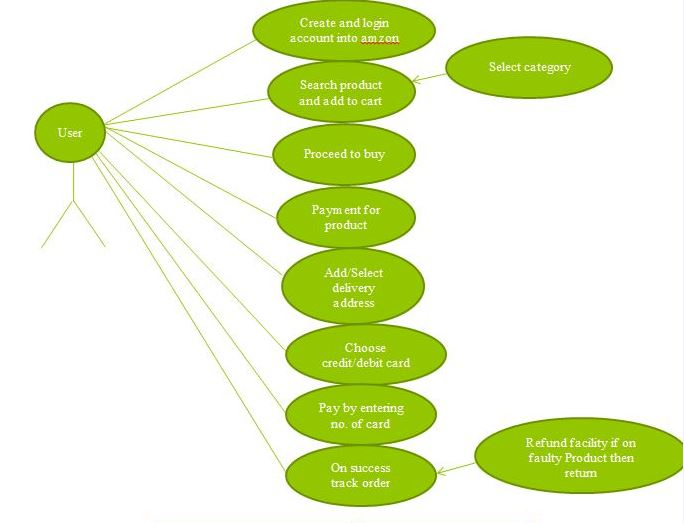 Create and login
account into amzon
Select category
Search product
and add to cart
User
Proceed to buy
Payment for
product
Add/Select
delivery
address
Choose
credit/debit card
Pay by entering
no. of card
Refund facility if on
faulty Product then
return
On success
track order